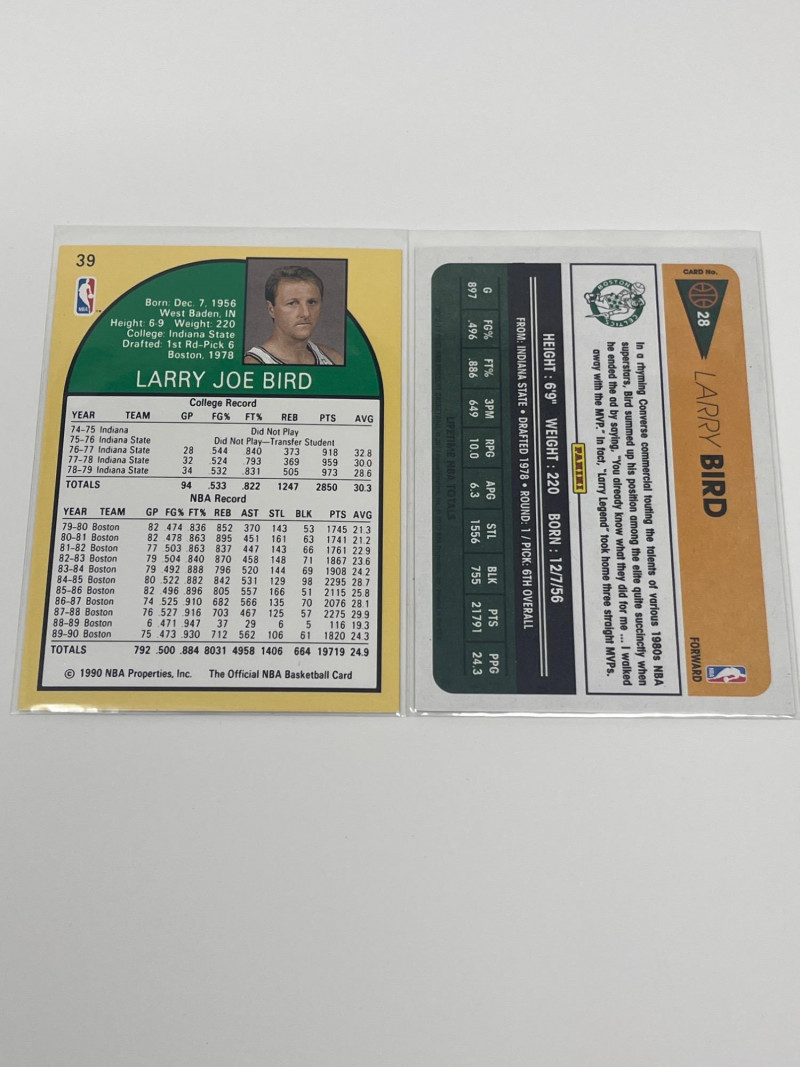 39
NBA
Born: Dec. 7, 1956
West Baden, IN
Height: 6-9 Weight: 220
College: Indiana State
Drafted: 1st Rd-Pick 6
Boston, 1978
LARRY JOE BIRD
College Record
YEAR TEAM GP FG% FT% REB PTS AVG
74-75 Indiana Did Not Play
75-76 Indiana State Did Not Play—Transfer Student
76-77 Indiana State 28 .544 .840 373 918 32.8
77-78 Indiana State 32 .524 .793 369 959 30.0
78-79 Indiana State 34 .532 .831 505 973 28.6
TOTALS 94 .533 .822 1247 2850 30.3
NBA Record
YEAR TEAM GP FG% FT% REB AST STL BLK PTS AVG
79-80 Boston 82 .474 .836 852 370 143 53 1745 21.3
80-81 Boston 82 .478 .863 895 451 161 63 1741 21.2
81-82 Boston 77 .503 .863 837 447 143 66 1761 22.9
82-83 Boston 79 .504 .840 870 458 148 71 1867 23.6
83-84 Boston 79 .492 .888 796 520 144 69 1908 24.2
84-85 Boston 80 .522 .882 842 531 129 98 2295 28.7
85-86 Boston 82 .496 .896 805 557 166 51 2115 25.8
86-87 Boston 74 .525 .910 682 566 135 70 2076 28.1
87-88 Boston 76 .527 .916 703 467 125 57 2275 29.9
88-89 Boston 6 .471 .947 37 29 6 5 116 19.3
89-90 Boston 75 .473 .930 712 562 106 61 1820 24.3
TOTALS 792 .500 .884 8031 4958 1406 664 19719 24.9
© 1990 NBA Properties, Inc. The Official NBA Basketball Card
CARD No.
28
LARRY BIRD
FORWARD
NBA
BOSTON
CELTICS
In a rhyming Converse commercial touting the talents of various 1980s NBA
superstars, Bird summed up his position among the elite quite succinctly when
he ended the ad by saying, "You already know what they did for me ... I walked
away with the MVP." In fact, "Larry Legend" took home three straight MVPs.
PANINI
HEIGHT: 6'9" WEIGHT: 220 BORN: 12/7/56
FROM: INDIANA STATE • DRAFTED 1978 • ROUND: 1 / PICK: 6TH OVERALL
G FG% FT% 3PM RPG APG STL BLK PTS PPG
897 .496 .886 649 10.0 6.3 1556 755 21791 24.3
LIFETIME NBA TOTALS